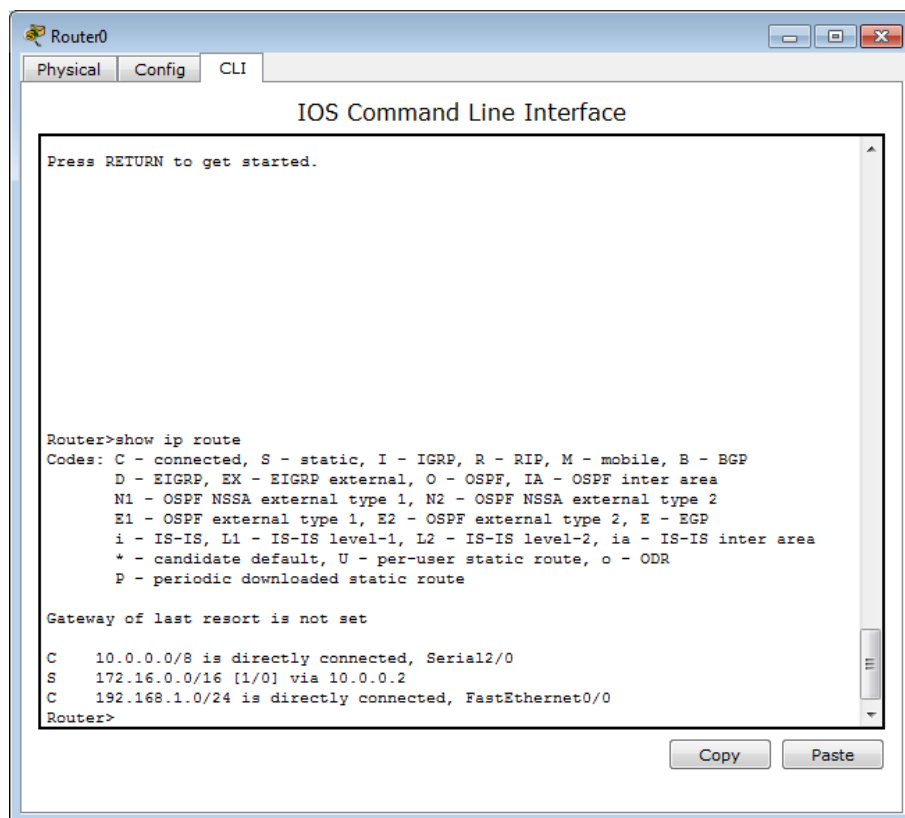 Router0
Physical Config CLI
IOS Command Line Interface
Press RETURN to get started.
Router>show ip route
Codes: C - connected, S - static, I - IGRP, R - RIP, M - mobile, B - BGP
D - EIGRP, EX - EIGRP external, O - OSPF, IA - OSPF inter area
N1 - OSPF NSSA external type 1, N2 - OSPF NSSA external type 2
E1 - OSPF external type 1, E2 - OSPF external type 2, E - EGP
i - IS-IS, L1 - IS-IS level-1, L2 - IS-IS level-2, ia - IS-IS inter area
* - candidate default, U - per-user static route, o - ODR
P - periodic downloaded static route
Gateway of last resort is not set
C 10.0.0.0/8 is directly connected, Serial2/0
S 172.16.0.0/16 [1/0] via 10.0.0.2
C 192.168.1.0/24 is directly connected, FastEthernet0/0
Router>
Copy Paste